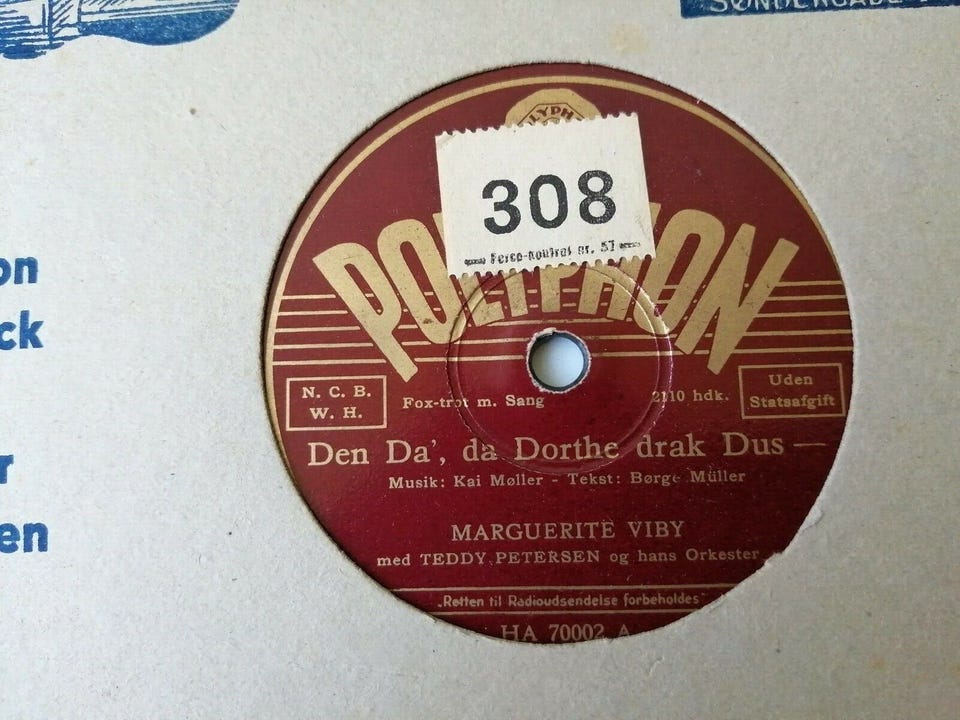 308
POLYPHON
N. C. B.
W. H.
Fox-trot m. Sang
2110 hdk.
Uden
Statsafgift
Den Da', da Dorthe drak Dus —
Musik: Kai Møller - Tekst: Børge Müller
MARGUERITE VIBY
med TEDDY PETERSEN og hans Orkester
„Retten til Radioudsendelse forbeholdes"
HA 70002 A
on
ck
r
en